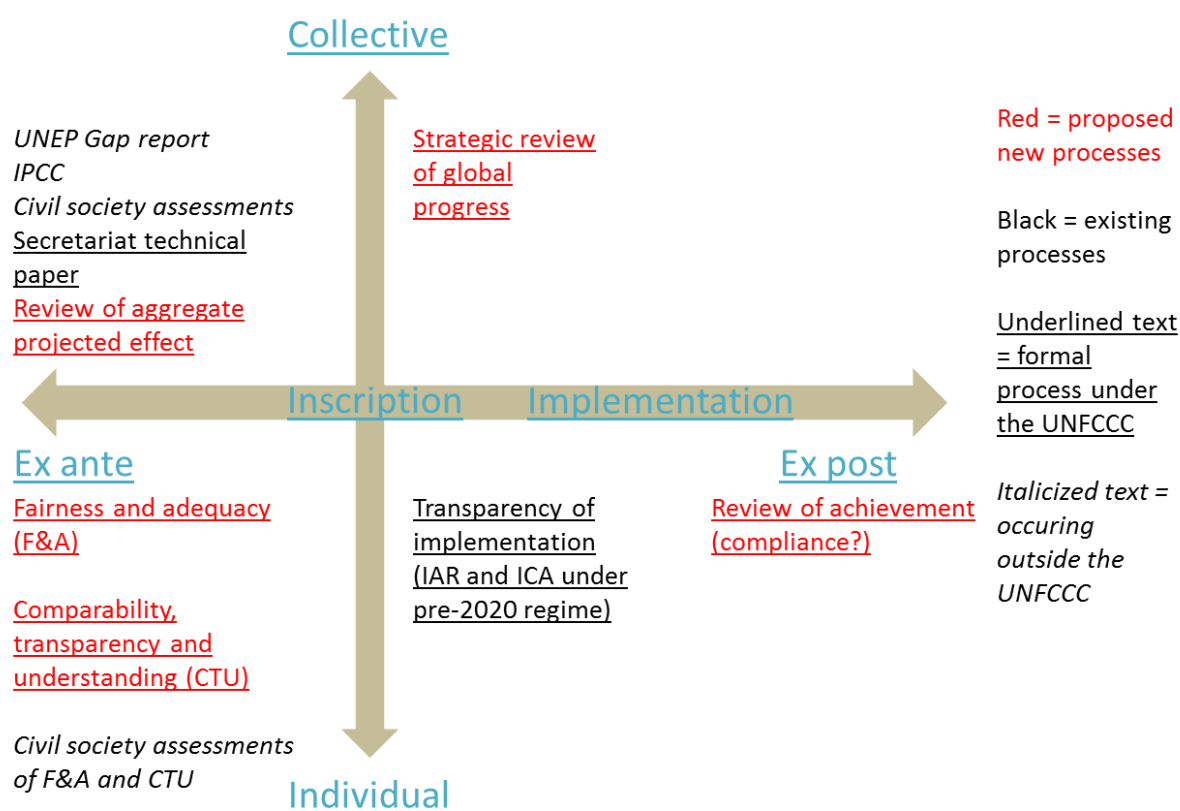 Collective
UNEP Gap report
IPCC
Civil society assessments
Secretariat technical
paper
Review of aggregate
projected effect
Strategic review
of global
progress
Red = proposed
new processes
Black = existing
processes
Underlined text
= formal
process under
the UNFCCC
Italicized text =
occuring
outside the
UNFCCC
Inscription
Implementation
Ex ante
Ex post
Fairness and adequacy
(F&A)
Comparability,
transparency and
understanding (CTU)
Civil society assessments
of F&A and CTU
Transparency of
implementation
(IAR and ICA under
pre-2020 regime)
Review of achievement
(compliance?)
Individual